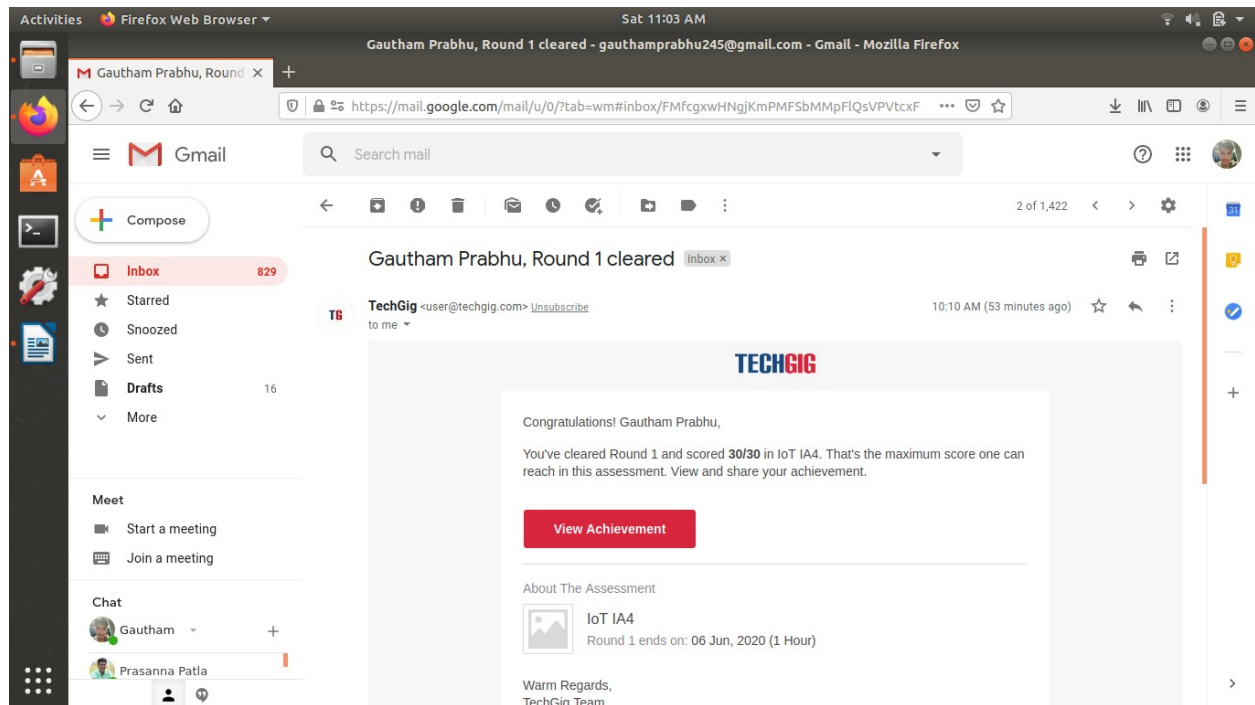 Activities Firefox Web Browser Sat 11:03 AM
Gautham Prabhu, Round 1 cleared - gauthamprabhu245@gmail.com - Gmail - Mozilla Firefox
Gautham Prabhu, Round
https://mail.google.com/mail/u/0/?tab=wm#inbox/FMfcgxwHNgjKmPMFSbMMpFlQsVPVtcxF
Gmail
Search mail
Compose
2 of 1,422
31
Inbox 829
Starred
Snoozed
Sent
Drafts 16
More
Meet
Start a meeting
Join a meeting
Chat
Gautham
Prasanna Patla
Gautham Prabhu, Round 1 cleared Inbox ×
TG
TechGig <user@techgig.com> Unsubscribe 10:10 AM (53 minutes ago)
to me
TECHGIG
Congratulations! Gautham Prabhu,
You've cleared Round 1 and scored 30/30 in IoT IA4. That's the maximum score one can
reach in this assessment. View and share your achievement.
View Achievement
About The Assessment
IoT IA4
Round 1 ends on: 06 Jun, 2020 (1 Hour)
Warm Regards,
TechGig Team